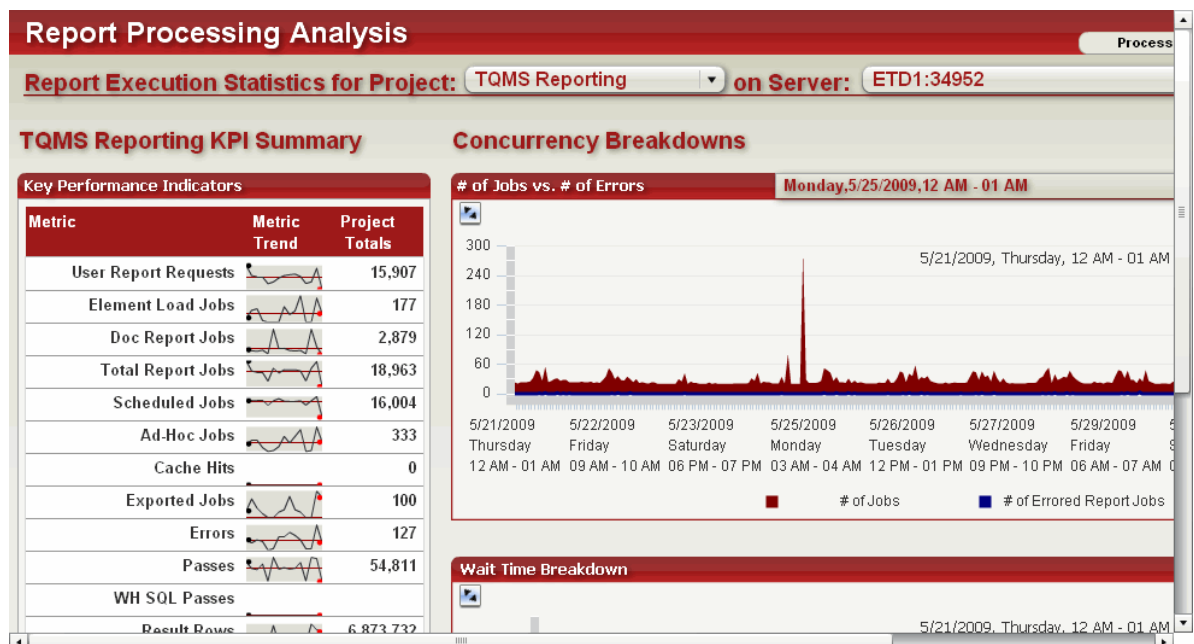 Report Processing Analysis
Process
Report Execution Statistics for Project: TQMS Reporting on Server: ETD1:34952
TQMS Reporting KPI Summary
Key Performance Indicators
Metric Metric Trend Project Totals
User Report Requests 15,907
Element Load Jobs 177
Doc Report Jobs 2,879
Total Report Jobs 18,963
Scheduled Jobs 16,004
Ad-Hoc Jobs 333
Cache Hits 0
Exported Jobs 100
Errors 127
Passes 54,811
WH SQL Passes
Result Rows 6,873,732
Concurrency Breakdowns
# of Jobs vs. # of Errors Monday,5/25/2009,12 AM - 01 AM
5/21/2009, Thursday, 12 AM - 01 AM
300
240
180
120
60
0
5/21/2009 5/22/2009 5/23/2009 5/25/2009 5/26/2009 5/27/2009 5/29/2009
Thursday Friday Saturday Monday Tuesday Wednesday Friday
12 AM - 01 AM 09 AM - 10 AM 06 PM - 07 PM 03 AM - 04 AM 12 PM - 01 PM 09 PM - 10 PM 06 AM - 07 AM
# of Jobs # of Errored Report Jobs
Wait Time Breakdown
5/21/2009, Thursday, 12 AM - 01 AM